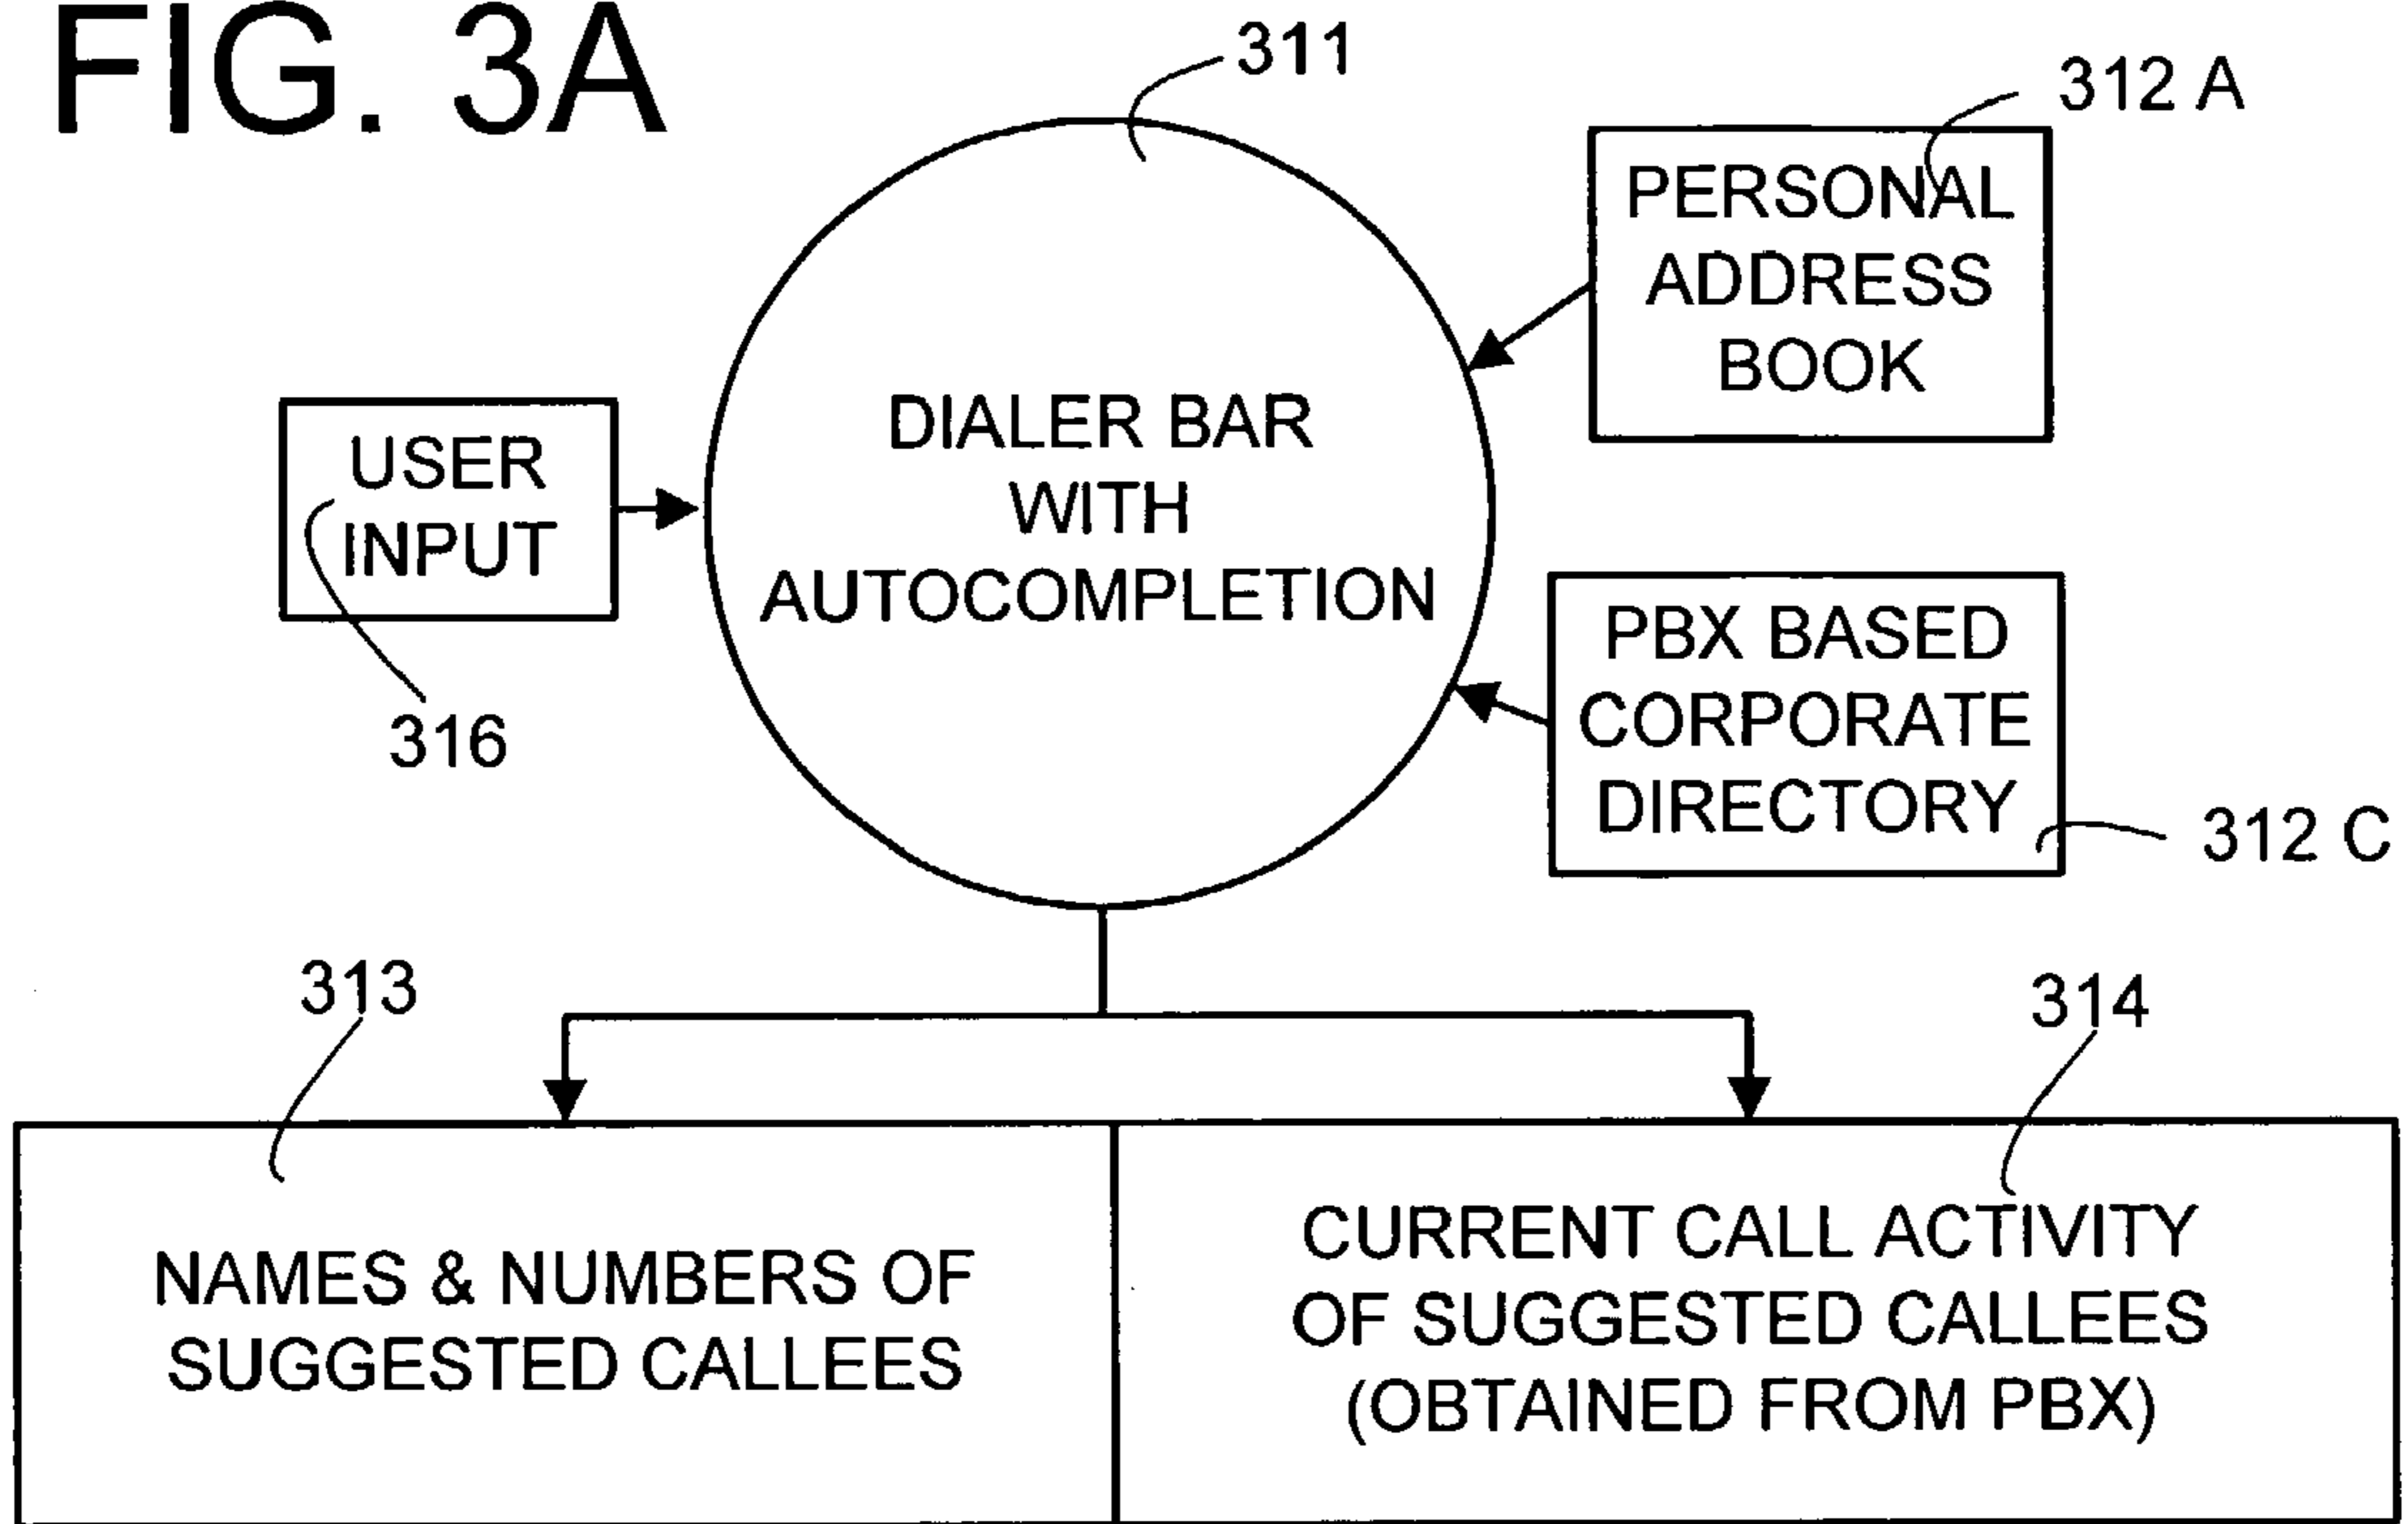 FIG. 3A
311
312 A
PERSONAL
ADDRESS
BOOK
DIALER BAR
WITH
AUTOCOMPLETION
USER
INPUT
316
PBX BASED
CORPORATE
DIRECTORY
312 C
313
314
NAMES & NUMBERS OF
SUGGESTED CALLEES
CURRENT CALL ACTIVITY
OF SUGGESTED CALLEES
(OBTAINED FROM PBX)